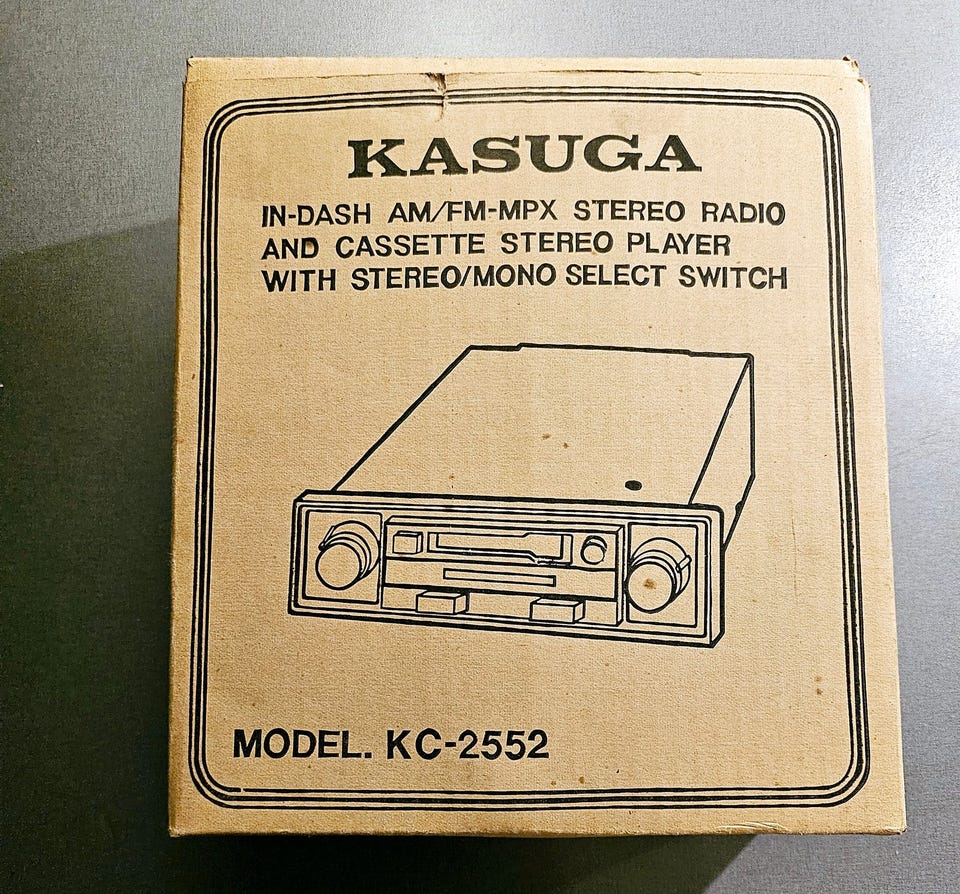 KASUGA
IN-DASH AM/FM-MPX STEREO RADIO
AND CASSETTE STEREO PLAYER
WITH STEREO/MONO SELECT SWITCH
MODEL. KC-2552